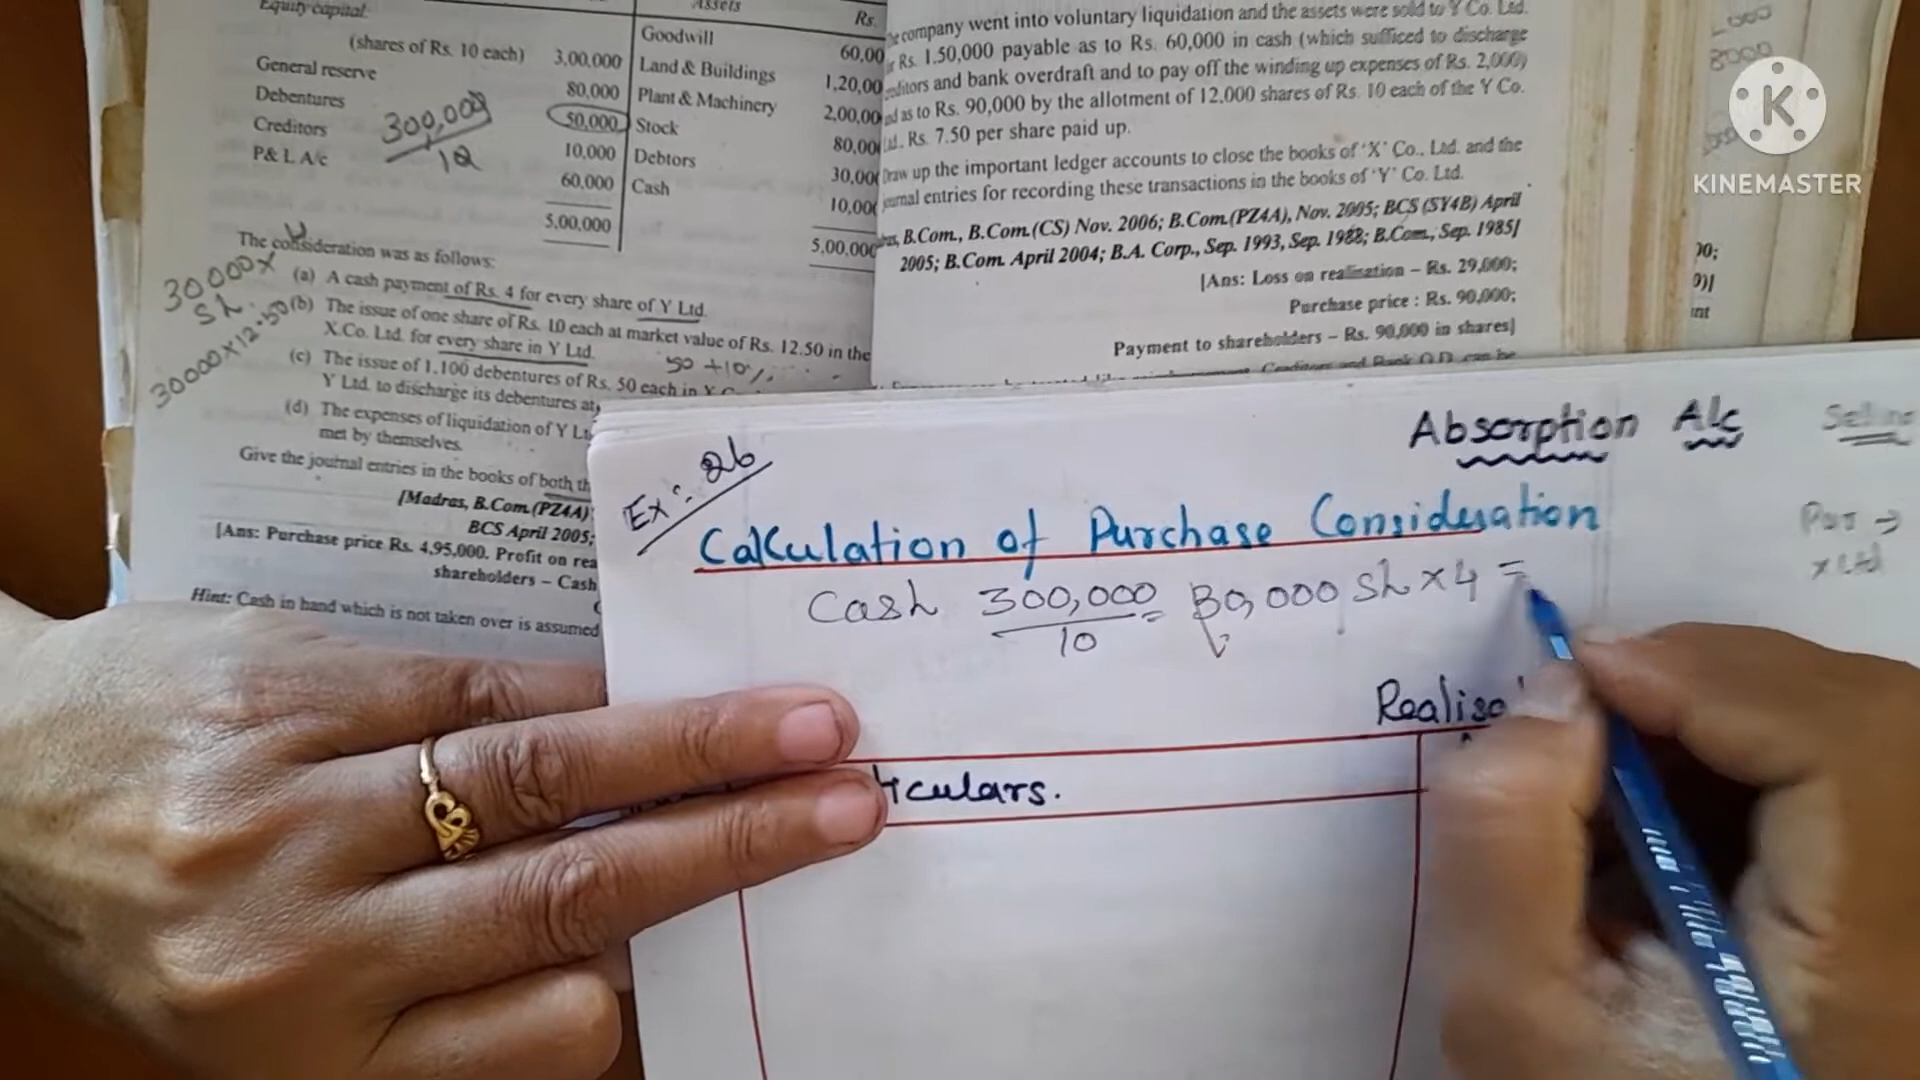 Equity capital:
(shares of Rs. 10 each) 3,00,000
General reserve 80,000
Debentures 50,000
Creditors 10,000
P& L A/c 60,000
5,00,000
300,000
10
Assets Rs.
Goodwill 60,00
Land & Buildings 1,20,00
Plant & Machinery 2,00,00
Stock 80,00
Debtors 30,00
Cash 10,00
5,00,00
The consideration was as follows:
(a) A cash payment of Rs. 4 for every share of Y Ltd.
(b) The issue of one share of Rs. 10 each at market value of Rs. 12.50 in the
X.Co. Ltd. for every share in Y Ltd.
(c) The issue of 1,100 debentures of Rs. 50 each in X
Y Ltd. to discharge its debentures at
(d) The expenses of liquidation of Y
met by themselves.
Give the journal entries in the books of both
[Madras, B.Com.(PZ4A)
BCS April 2005;
[Ans: Purchase price Rs. 4,95,000. Profit on rea
shareholders – Cash
Hint: Cash in hand which is not taken over is assumed
30000 x
Sh
30000 x 12.50
50 + 10%
company went into voluntary liquidation and the assets were sold to Y Co. Ltd.
Rs. 1,50,000 payable as to Rs. 60,000 in cash (which sufficed to discharge
editors and bank overdraft and to pay off the winding up expenses of Rs. 2,000)
as to Rs. 90,000 by the allotment of 12,000 shares of Rs. 10 each of the Y Co.
Rs. 7.50 per share paid up.
Draw up the important ledger accounts to close the books of 'X' Co., Ltd. and the
journal entries for recording these transactions in the books of 'Y' Co. Ltd.
B.Com., B.Com.(CS) Nov. 2006; B.Com.(PZ4A), Nov. 2005; BCS (SY4B) April
2005; B.Com. April 2004; B.A. Corp., Sep. 1993, Sep. 1988; B.Com., Sep. 1985]
[Ans: Loss on realisation – Rs. 29,000;
Purchase price : Rs. 90,000;
Payment to shareholders – Rs. 90,000 in shares]
KINEMASTER
Ex: 26
Absorption A/c
Calculation of Purchase Consideration
Cash 300,000 = 30,000 Sh x 4 =
10
Realisa
ticulars.
Pur →
x Ltd